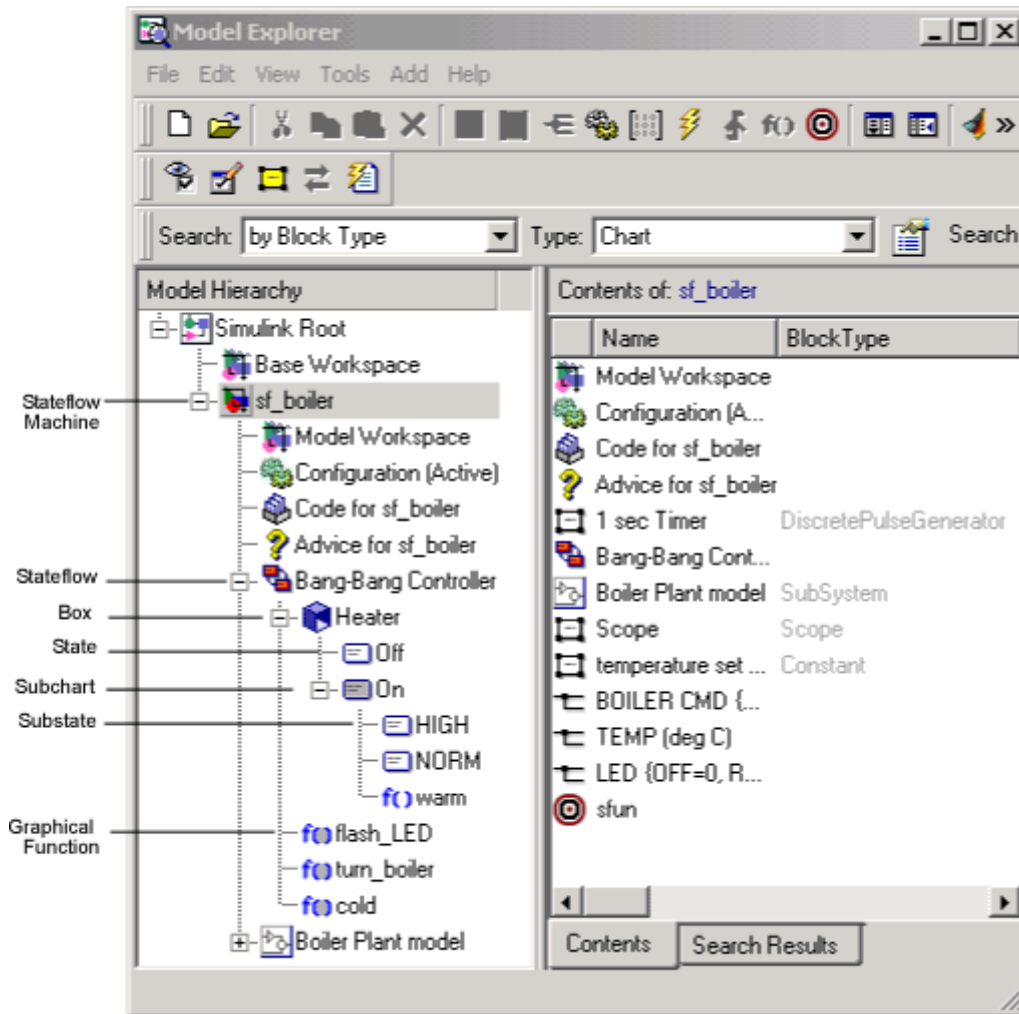 Model Explorer
File Edit View Tools Add Help
f()
Search: by Block Type Type: Chart Search
Model Hierarchy
Simulink Root
Base Workspace
Stateflow Machine
sf_boiler
Model Workspace
Configuration (Active)
Code for sf_boiler
Advice for sf_boiler
Stateflow
Bang-Bang Controller
Box
Heater
State
Off
Subchart
On
Substate
HIGH
NORM
f() warm
Graphical Function
f() flash_LED
f() turn_boiler
f() cold
Boiler Plant model
Contents of: sf_boiler
Name BlockType
Model Workspace
Configuration (A...
Code for sf_boiler
Advice for sf_boiler
1 sec Timer DiscretePulseGenerator
Bang-Bang Cont...
Boiler Plant model SubSystem
Scope Scope
temperature set ... Constant
BOILER CMD {...
TEMP (deg C)
LED {OFF=0, R...
sfun
Contents Search Results